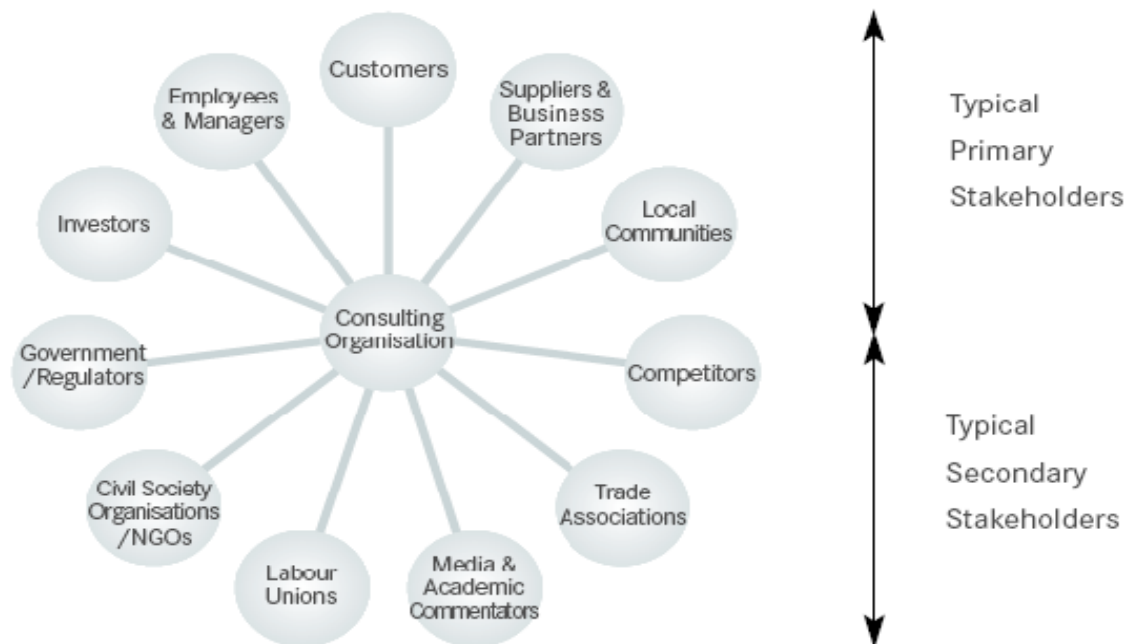 Customers
Employees
& Managers
Suppliers &
Business
Partners
Investors
Local
Communities
Consulting
Organisation
Government
/Regulators
Competitors
Civil Society
Organisations
/NGOs
Trade
Associations
Labour
Unions
Media &
Academic
Commentators
Typical
Primary
Stakeholders
Typical
Secondary
Stakeholders